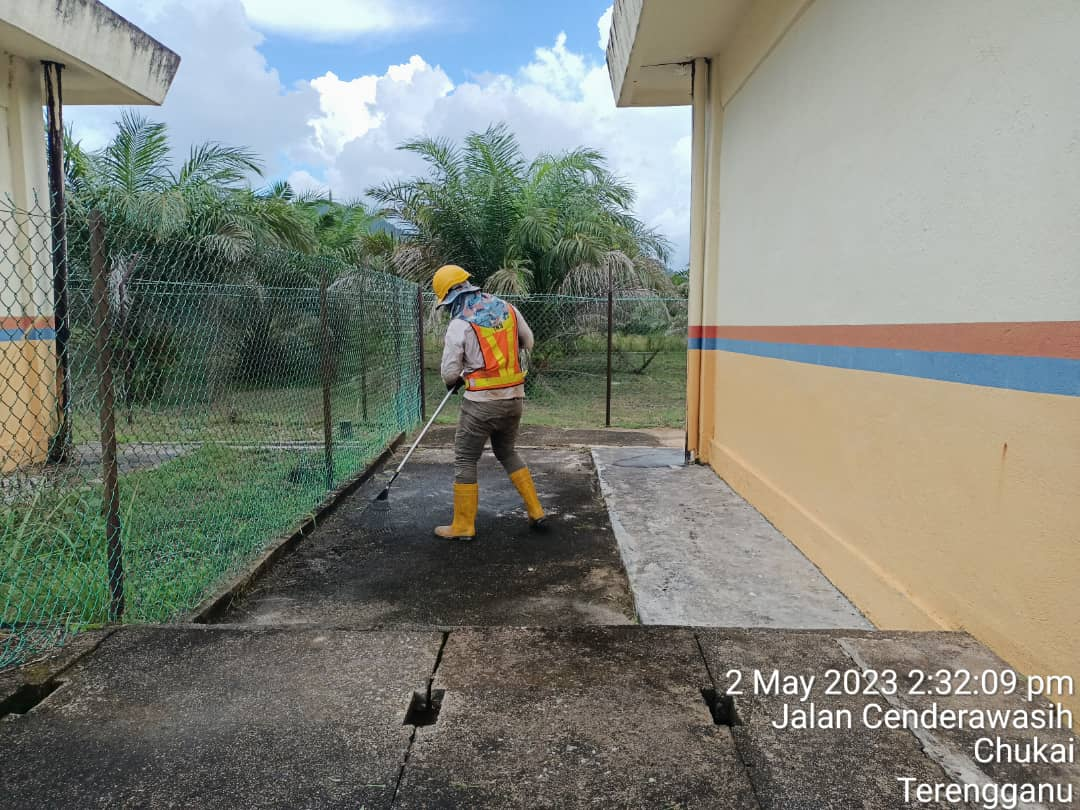 2 May 2023 2:32:09 pm
Jalan Cenderawasih
Chukai
Terengganu